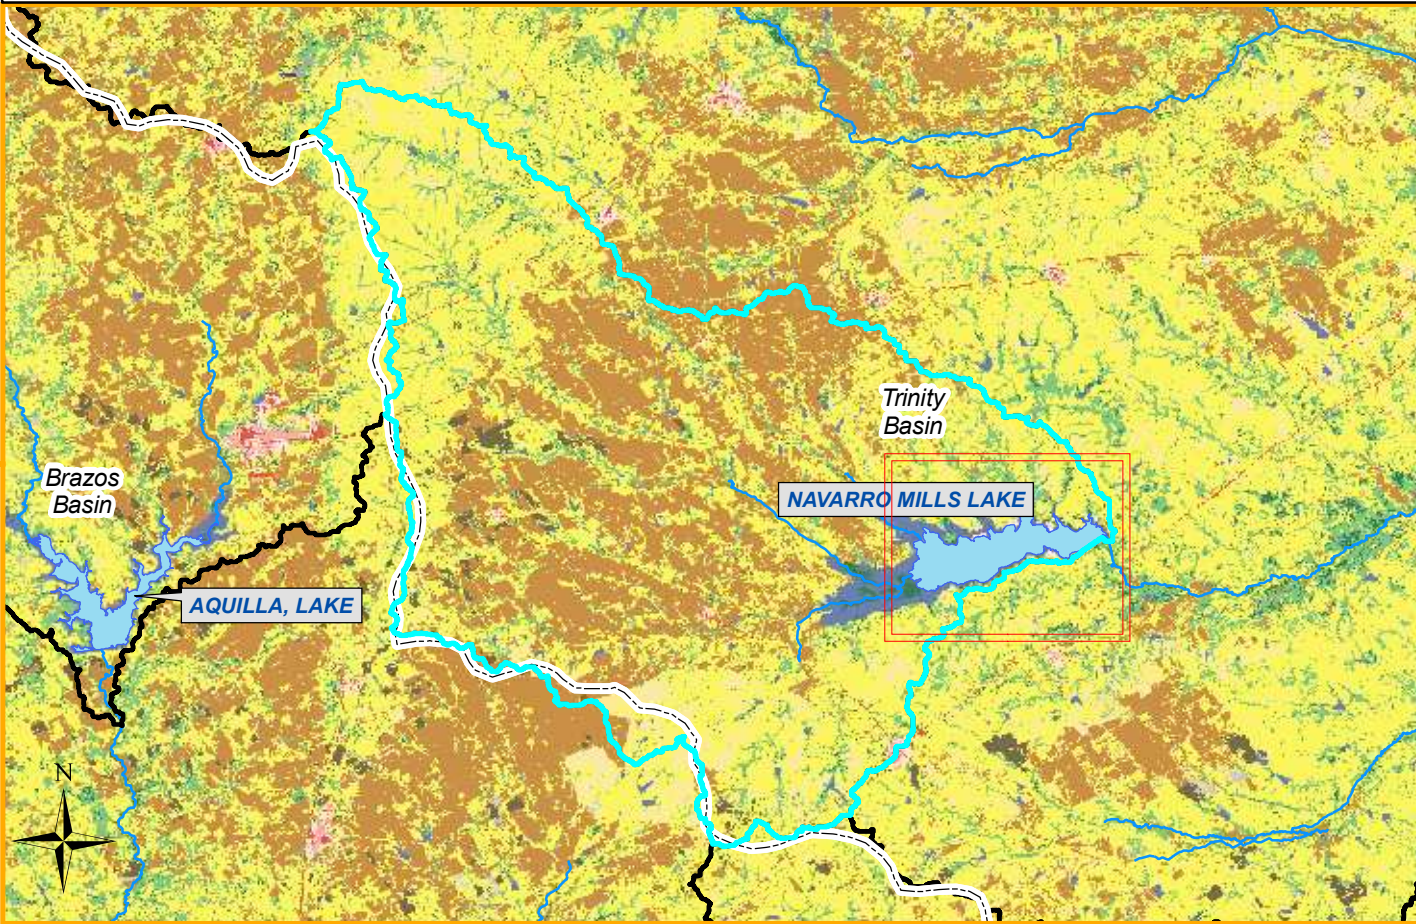 Trinity
Basin
Brazos
Basin
NAVARRO MILLS LAKE
AQUILLA, LAKE
N